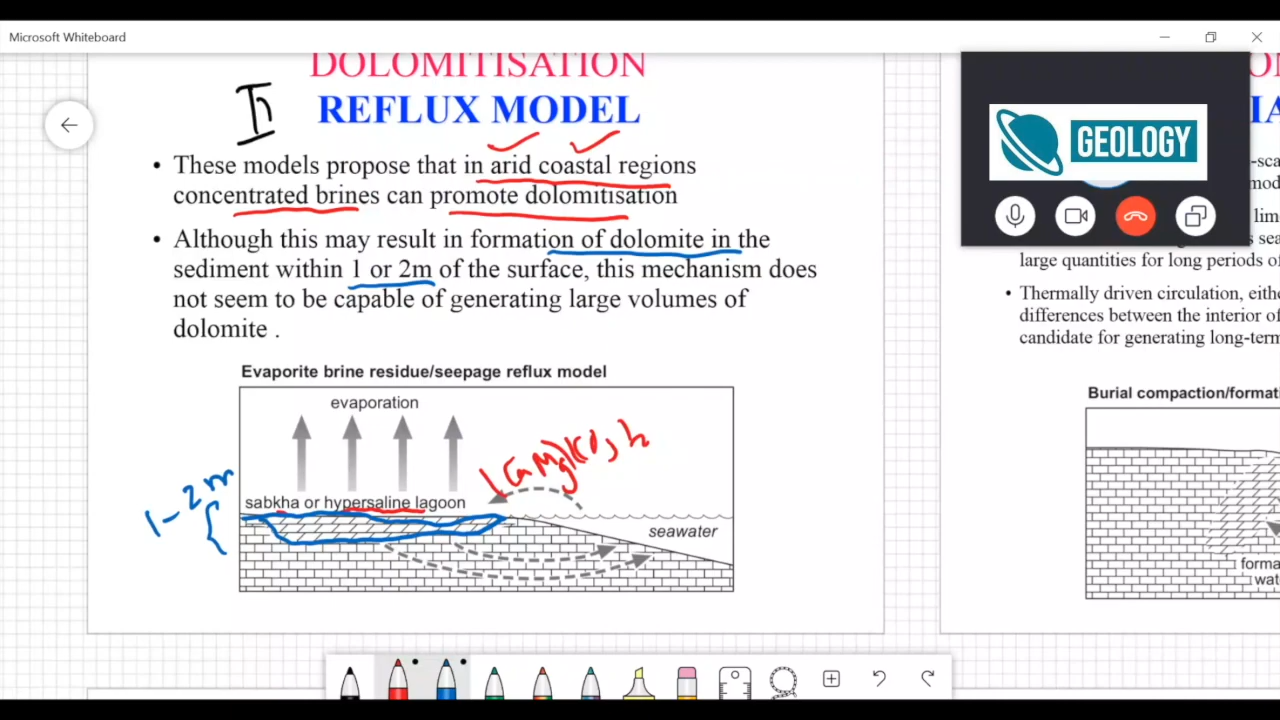 Microsoft Whiteboard
DOLOMITISATION
REFLUX MODEL
• These models propose that in arid coastal regions
concentrated brines can promote dolomitisation
• Although this may result in formation of dolomite in the
sediment within 1 or 2m of the surface, this mechanism does
not seem to be capable of generating large volumes of
dolomite .
Evaporite brine residue/seepage reflux model
evaporation
1-2m
sabkha or hypersaline lagoon
seawater
GEOLOGY
large quantities for long periods of
• Thermally driven circulation, eithe
differences between the interior of
candidate for generating long-term
Burial compaction/formati
forma
wat